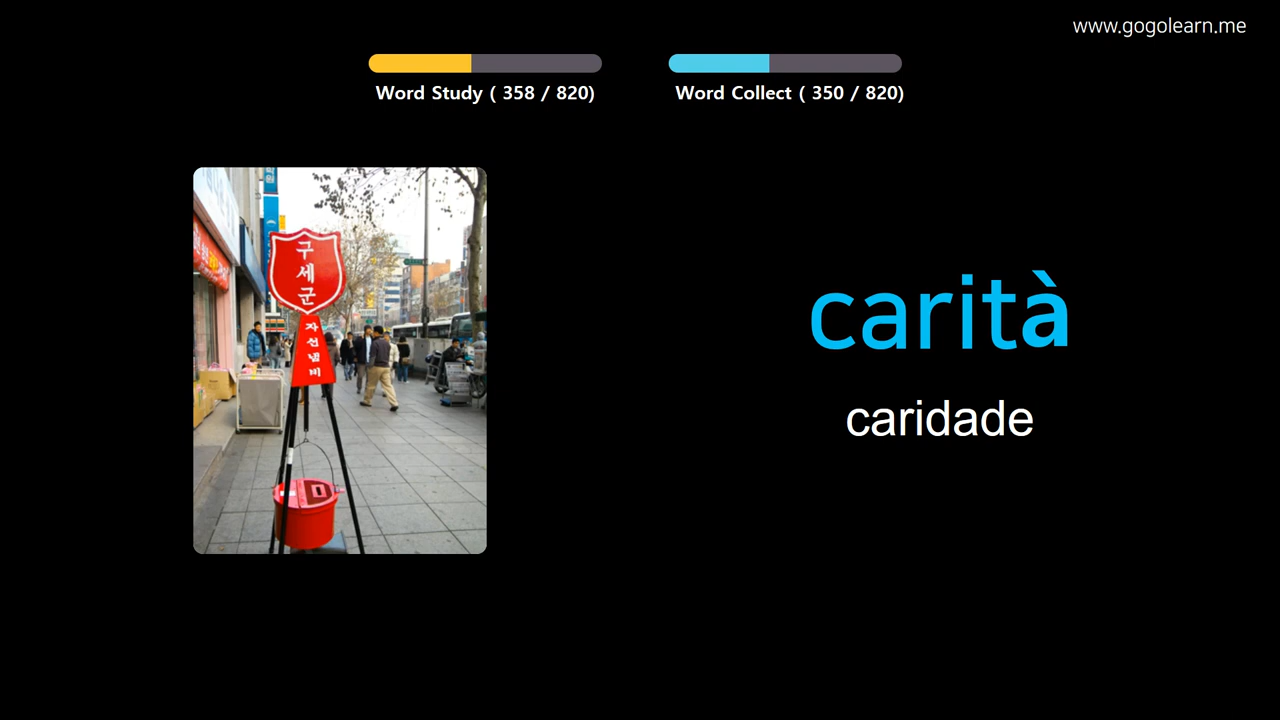 www.gogolearn.me
Word Study ( 358 / 820)
Word Collect ( 350 / 820)
구세군
자선냄비
carità
caridade